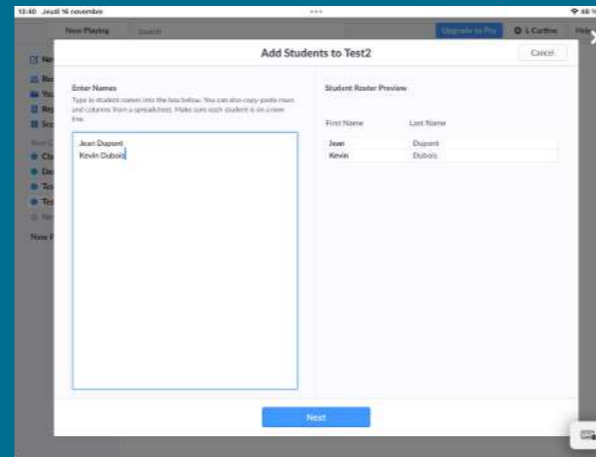 13:40 Jeudi 16 novembre
48 %
Now Playing
Search
Upgrade to Pro
Add Students to Test2
Cancel
Enter Names
Type in student names into the box below. You can also copy-paste rows
and columns from a spreadsheet. Make sure each student is on a new
line.
Jean Dupont
Kevin Dubois
Student Roster Preview
First Name Last Name
Jean Dupont
Kevin Dubois
Next